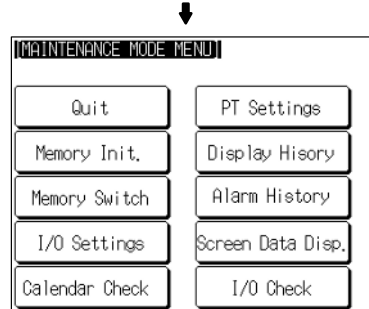 [MAINTENANCE MODE MENU]
Quit
PT Settings
Memory Init.
Display Hisory
Memory Switch
Alarm History
I/O Settings
Screen Data Disp.
Calendar Check
I/O Check